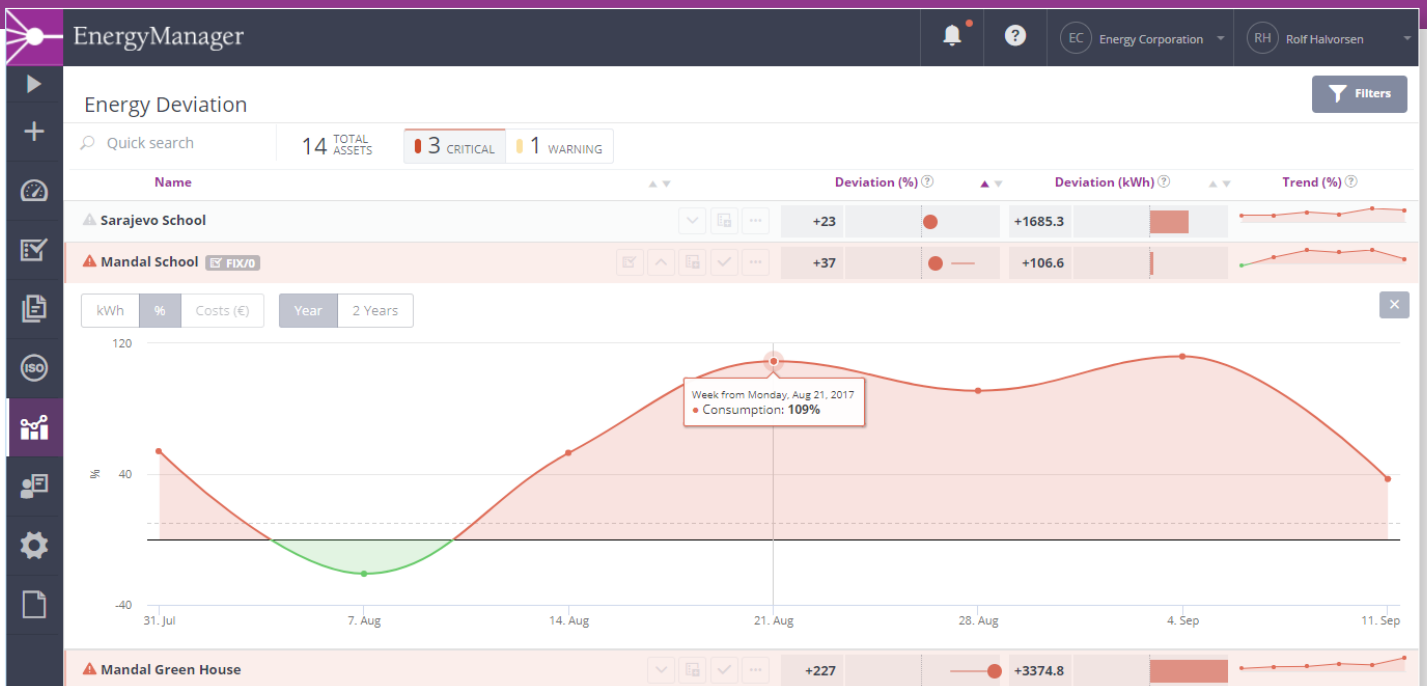 EnergyManager
EC Energy Corporation
RH Rolf Halvorsen
Energy Deviation
Filters
Quick search
14 TOTAL ASSETS
3 CRITICAL
1 WARNING
Name
Deviation (%)
Deviation (kWh)
Trend (%)
Sarajevo School
+23
+1685.3
ISO
Mandal School FIX/0
+37
+106.6
kWh % Costs (€)
Year 2 Years
120
Week from Monday, Aug 21, 2017
Consumption: 109%
% 40
-40
31. Jul 7. Aug 14. Aug 21. Aug 28. Aug 4. Sep 11. Sep
Mandal Green House
+227
+3374.8